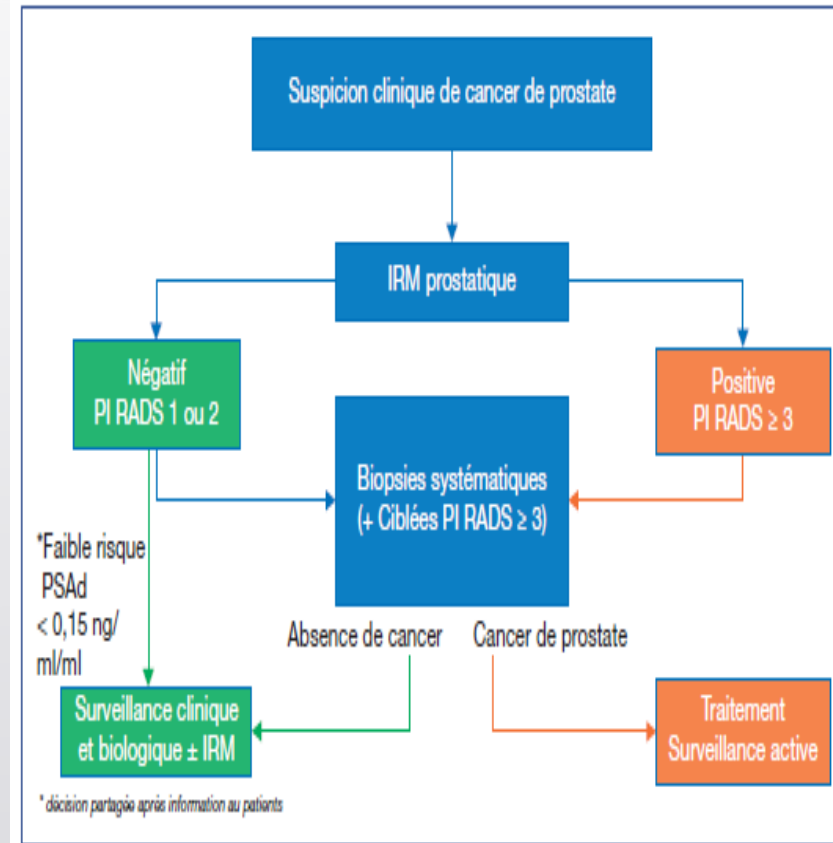 Suspicion clinique de cancer de prostate
IRM prostatique
Négatif
PI RADS 1 ou 2
Positive
PI RADS ≥ 3
Biopsies systématiques
(+ Ciblées PI RADS ≥ 3)
*Faible risque
PSAd
< 0,15 ng/
ml/ml
Absence de cancer
Cancer de prostate
Surveillance clinique
et biologique ± IRM
Traitement
Surveillance active
* décision partagée après information au patients